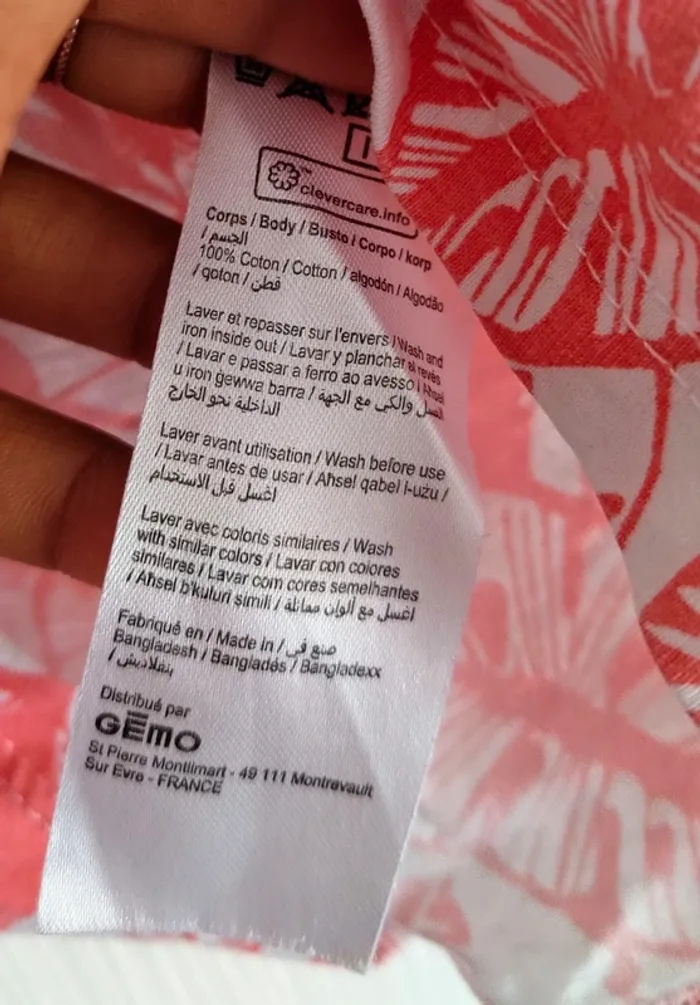 clevercare.info
Corps / Body / Busto / Corpo / korp
/ الجسم
100% Coton / Cotton / algodón / Algodão
/ qoton / قطن
Laver et repasser sur l'envers / Wash and
iron inside out / Lavar y planchar al revés
/ Lavar e passar a ferro ao avesso / Aħsel
u iron ġewwa barra / اغسل والكي مع الجهة
الداخلية نحو الخارج
Laver avant utilisation / Wash before use
/ Lavar antes de usar / Aħsel qabel l-użu /
اغسل قبل الاستخدام
Laver avec coloris similaires / Wash
with similar colors / Lavar con colores
similares / Lavar com cores semelhantes
/ Aħsel b'kuluri simili / اغسل مع ألوان مماثلة
Fabriqué en / Made in / صنع في
Bangladesh / Bangladés / Bangladexx
/ بنغلاديش
Distribué par
GĒMO
St Pierre Montlimart - 49 111 Montrevault
Sur Evre - FRANCE